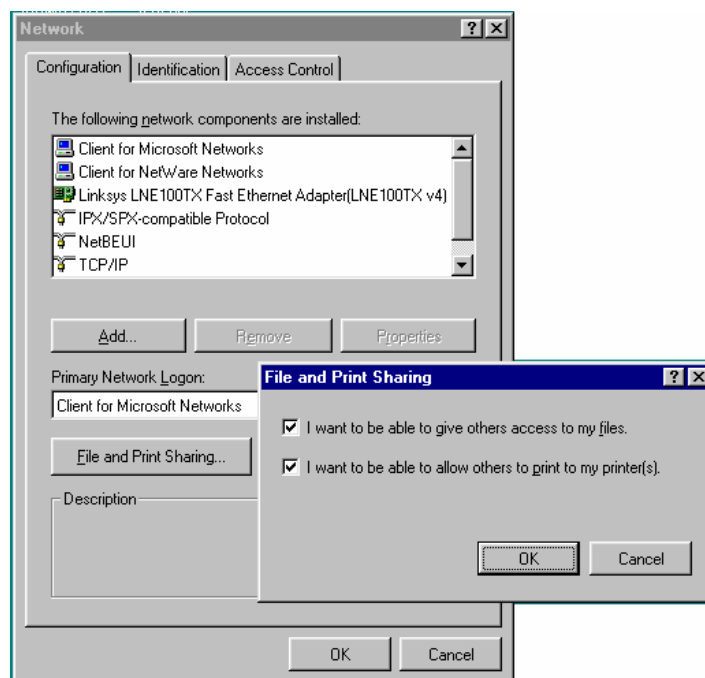 Network
Configuration Identification Access Control
The following network components are installed:
Client for Microsoft Networks
Client for NetWare Networks
Linksys LNE100TX Fast Ethernet Adapter(LNE100TX v4)
IPX/SPX-compatible Protocol
NetBEUI
TCP/IP
Add... Remove Properties
Primary Network Logon:
Client for Microsoft Networks
File and Print Sharing...
Description
OK Cancel
File and Print Sharing
I want to be able to give others access to my files.
I want to be able to allow others to print to my printer(s).
OK Cancel